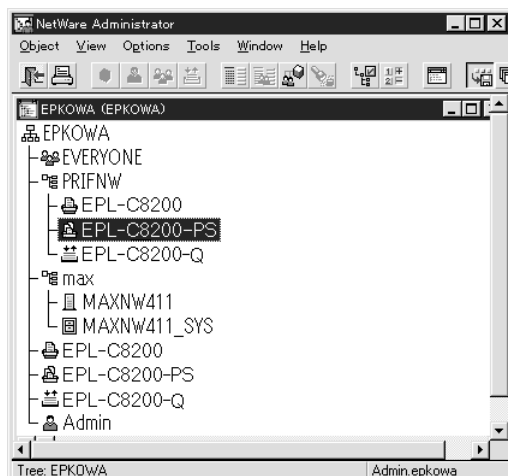 NetWare Administrator
Object View Options Tools Window Help
EPKOWA (EPKOWA)
EPKOWA
EVERYONE
PRIFNW
EPL-C8200
EPL-C8200-PS
EPL-C8200-Q
max
MAXNW411
MAXNW411_SYS
EPL-C8200
EPL-C8200-PS
EPL-C8200-Q
Admin
Tree: EPKOWA Admin.epkowa